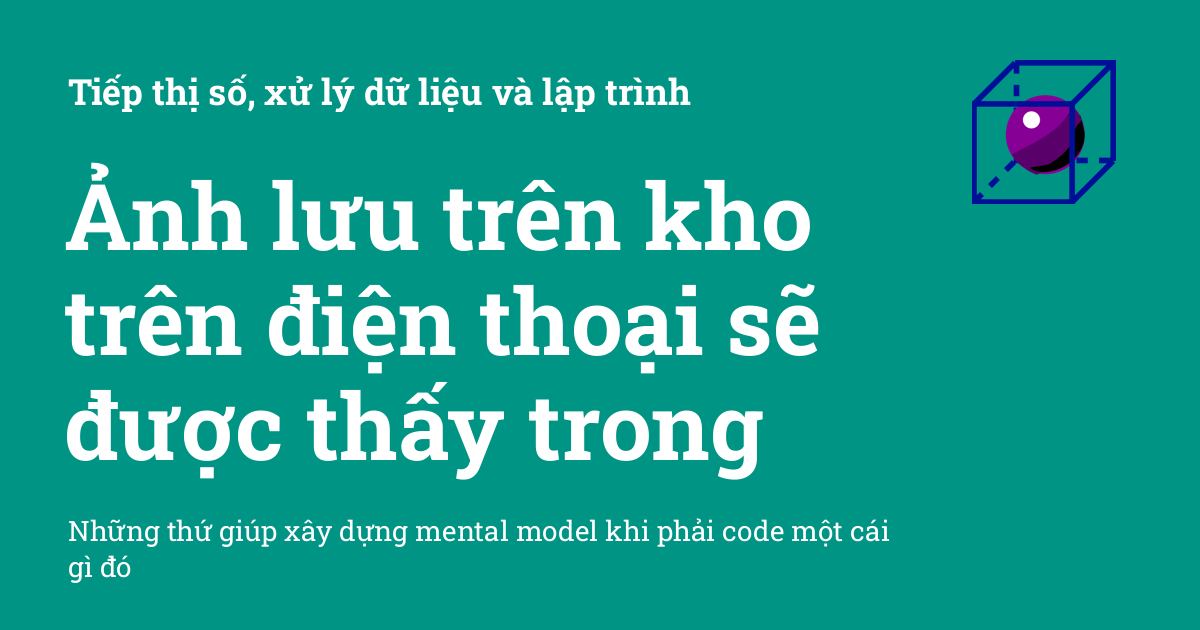 Tiếp thị số, xử lý dữ liệu và lập trình
Ảnh lưu trên kho
trên điện thoại sẽ
được thấy trong
Những thứ giúp xây dựng mental model khi phải code một cái
gì đó